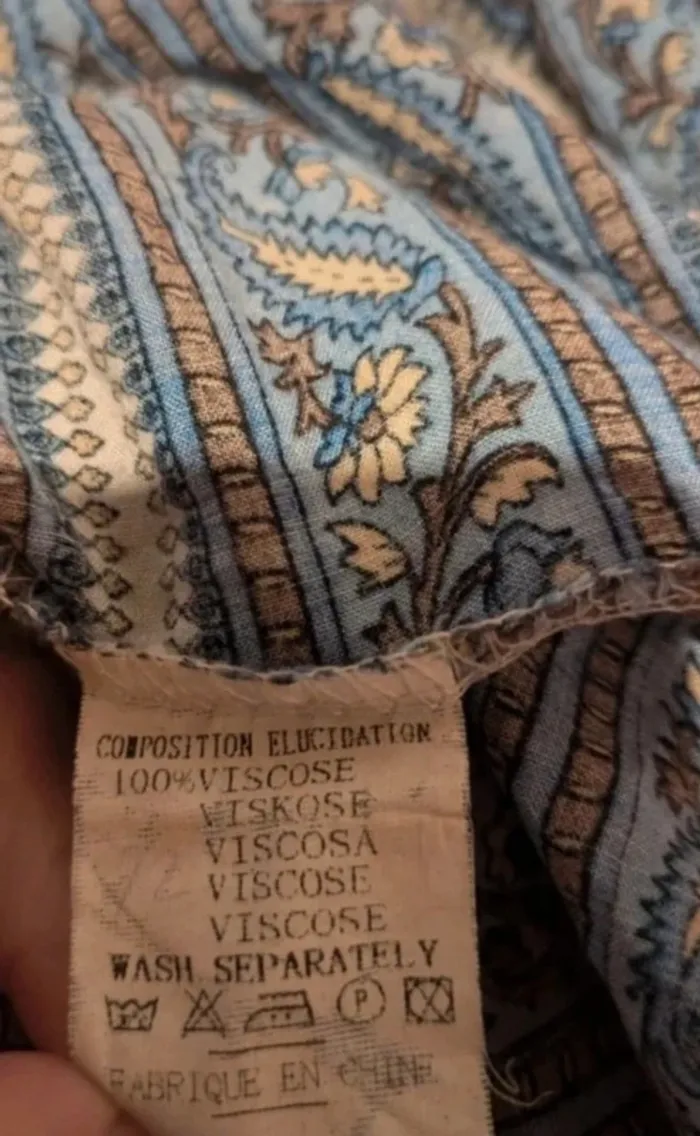 COMPOSITION ELUCIDATION
100%VISCOSE
VISKOSE
VISCOSA
VISCOSE
VISCOSE
WASH SEPARATELY
P
FABRIQUE EN CHINE